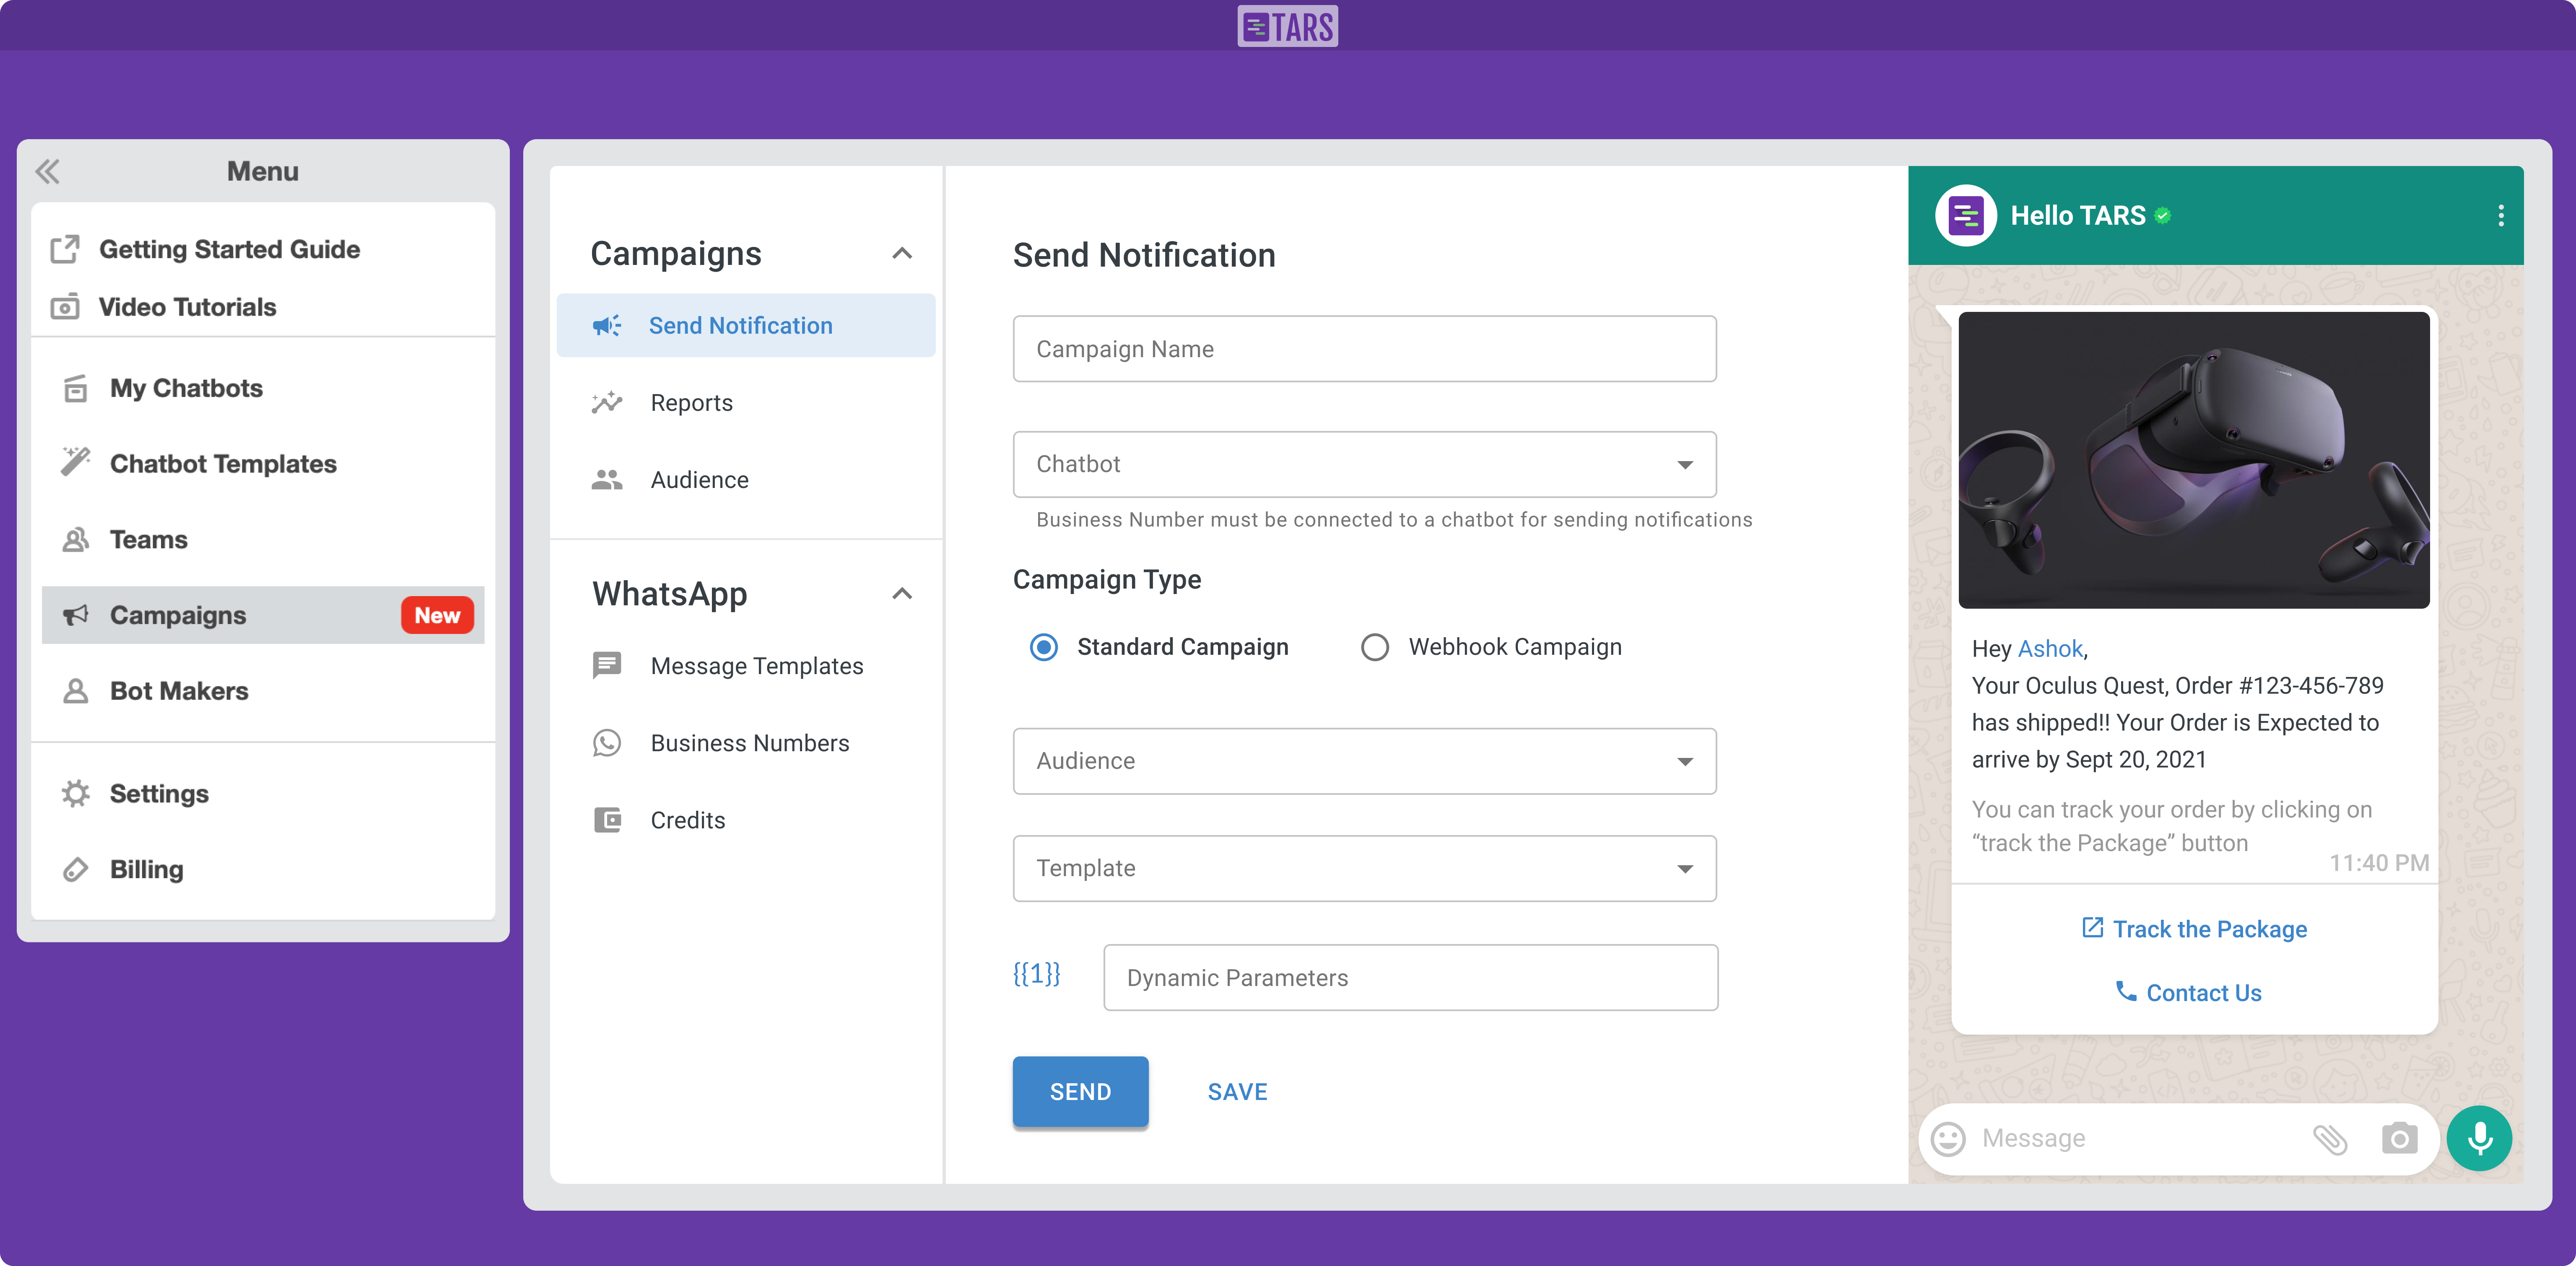 TARS
Menu
Getting Started Guide
Video Tutorials
My Chatbots
Chatbot Templates
Teams
Campaigns New
Bot Makers
Settings
Billing
Campaigns
Send Notification
Reports
Audience
WhatsApp
Message Templates
Business Numbers
Credits
Send Notification
Campaign Name
Chatbot
Business Number must be connected to a chatbot for sending notifications
Campaign Type
Standard Campaign Webhook Campaign
Audience
Template
{{1}} Dynamic Parameters
SEND SAVE
Hello TARS
Hey Ashok,
Your Oculus Quest, Order #123-456-789
has shipped!! Your Order is Expected to
arrive by Sept 20, 2021
You can track your order by clicking on
“track the Package” button
11:40 PM
Track the Package
Contact Us
Message